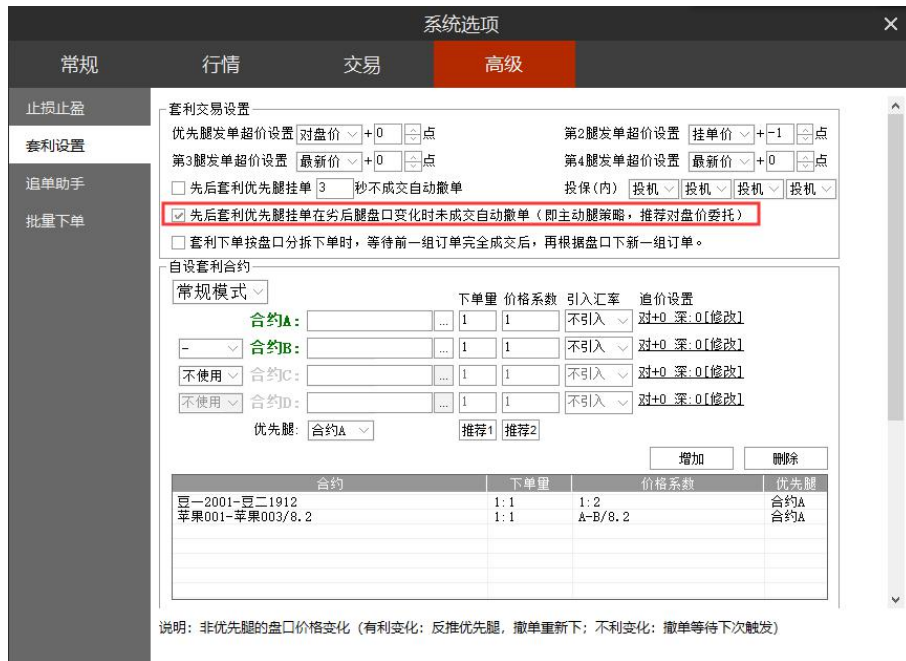 系统选项
常规 行情 交易 高级
止损止盈
套利设置
追单助手
批量下单
套利交易设置
优先腿发单超价设置 对盘价 +0 点 第2腿发单超价设置 挂单价 +-1 点
第3腿发单超价设置 最新价 +0 点 第4腿发单超价设置 最新价 +0 点
先后套利优先腿挂单 3 秒不成交自动撤单 投保(内) 投机 投机 投机 投机
先后套利优先腿挂单在劣后腿盘口变化时未成交自动撤单(即主动腿策略,推荐对盘价委托)
套利下单按盘口分拆下单时,等待前一组订单完全成交后,再根据盘口下新一组订单。
自设套利合约
常规模式
下单量 价格系数 引入汇率 追价设置
合约A: ... 1 1 不引入 对+0 深:0[修改]
- 合约B: ... 1 1 不引入 对+0 深:0[修改]
不使用 合约C: ... 1 1 不引入 对+0 深:0[修改]
不使用 合约D: ... 1 1 不引入 对+0 深:0[修改]
优先腿: 合约A 推荐1 推荐2
增加 删除
合约 下单量 价格系数 优先腿
豆一2001-豆二1912 1:1 1:2 合约A
苹果001-苹果003/8.2 1:1 A-B/8.2 合约A
说明:非优先腿的盘口价格变化(有利变化:反推优先腿,撤单重新下;不利变化:撤单等待下次触发)